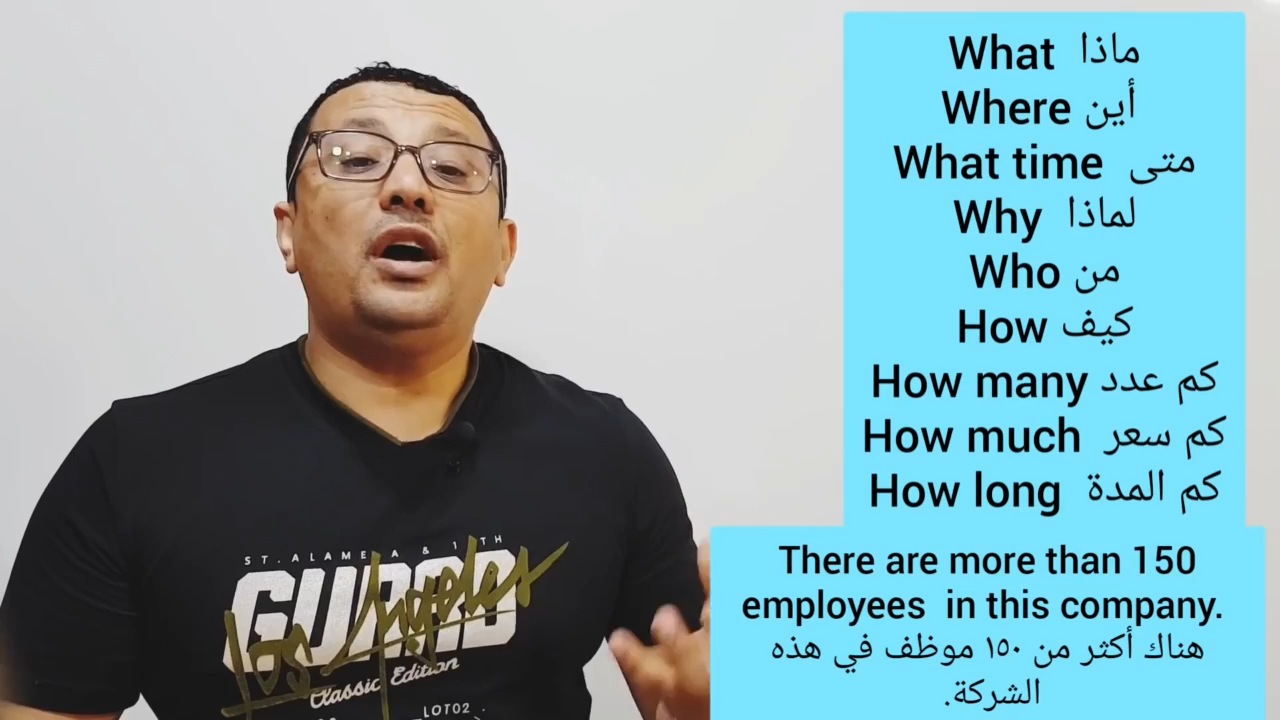 What ماذا
Where أين
What time متى
Why لماذا
Who من
How كيف
How many كم عدد
How much كم سعر
How long كم المدة
There are more than 150
employees in this company.
هناك أكثر من ١٥٠ موظف في هذه
الشركة.
Los Angeles
Classic Edition
LOT02